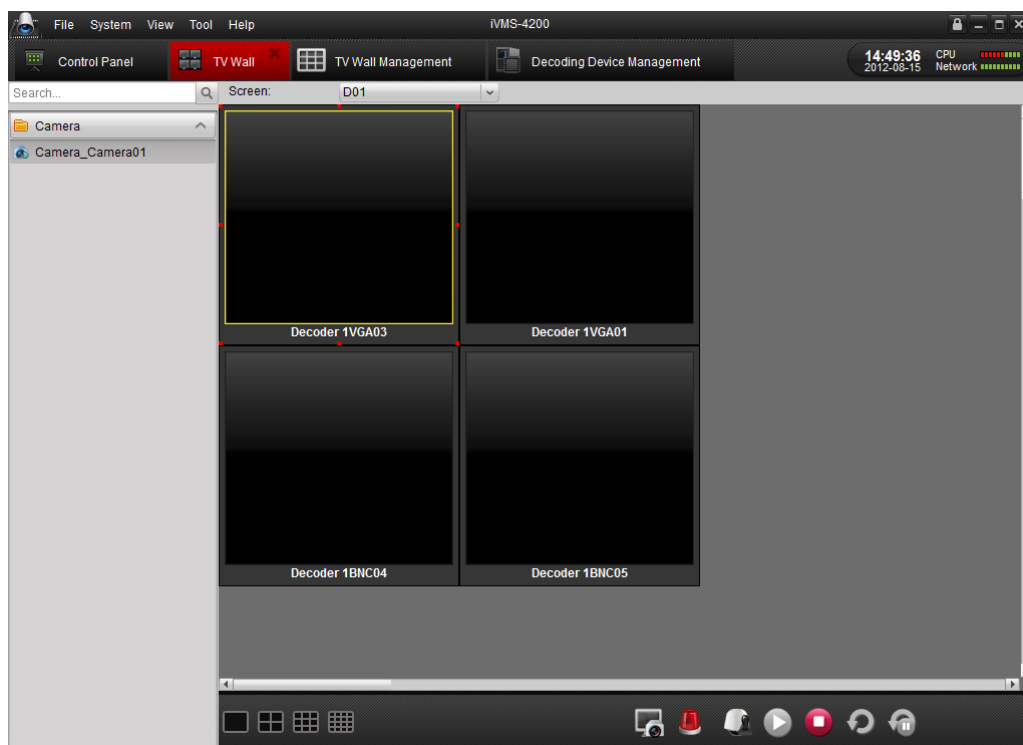 File System View Tool Help iVMS-4200
Control Panel TV Wall TV Wall Management Decoding Device Management 14:49:36 CPU
2012-08-15 Network
Search... Screen: D01
Camera
Camera_Camera01
Decoder 1VGA03 Decoder 1VGA01
Decoder 1BNC04 Decoder 1BNC05